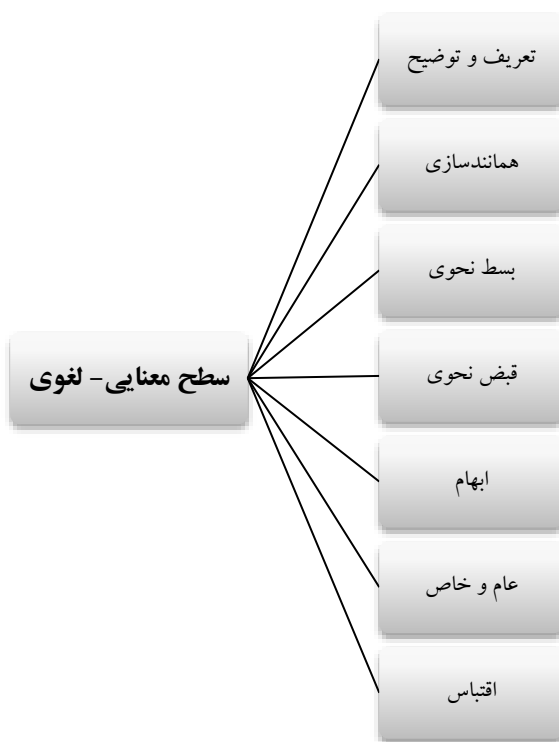 تعریف و توضیح
همانندسازی
بسط نحوی
سطح معنایی- لغوی
قبض نحوی
ابهام
عام و خاص
اقتباس